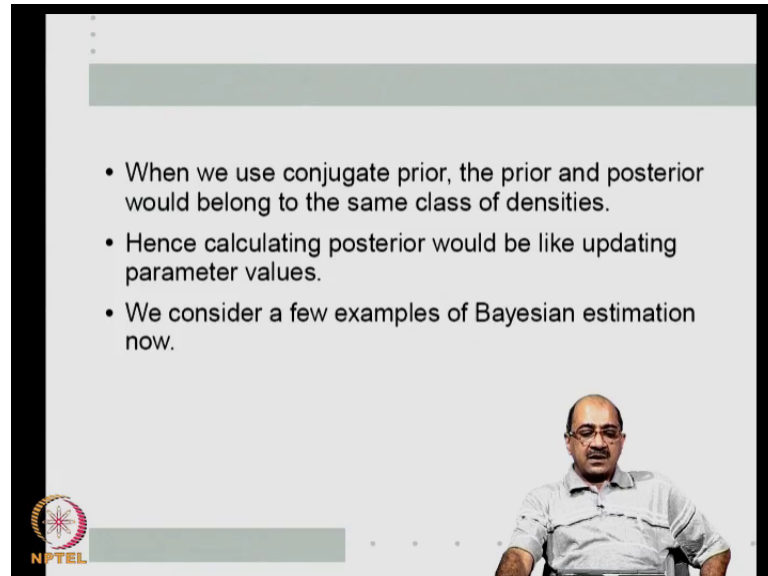 • When we use conjugate prior, the prior and posterior
would belong to the same class of densities.
• Hence calculating posterior would be like updating
parameter values.
• We consider a few examples of Bayesian estimation
now.
NPTEL